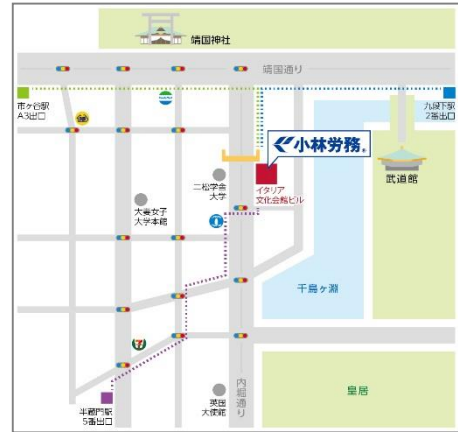 靖国神社
靖国通り
市ヶ谷駅
A3出口
九段下駅
2番出口
小林労務
武道館
二松学舎
大学
イタリア
文化会館ビル
大妻女子
大学本館
千鳥ヶ淵
7
半蔵門駅
5番出口
英国
大使館
内堀通り
皇居